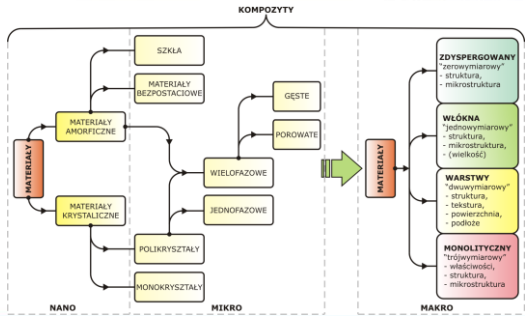 KOMPOZYTY
SZKŁA
MATERIAŁY
BEZPOSTACIOWE
MATERIAŁY
AMORFICZNE
MATERIAŁY
MATERIAŁY
KRYSTALICZNE
POLIKRYSZTAŁY
MONOKRYSZTAŁY
GĘSTE
POROWATE
WIELOFAZOWE
JEDNOFAZOWE
MATERIAŁY
ZDYSPERGOWANY
"zerowymiarowy"
- struktura,
- mikrostruktura
WŁÓKNA
"jednowymiarowy"
- struktura,
- mikrostruktura,
- (wielkość)
WARSTWY
"dwuwymiarowy"
- struktura,
- tekstura,
- powierzchnia,
- podłoże
MONOLITYCZNY
"trójwymiarowy"
- właściwości,
- struktura,
- mikrostruktura
NANO
MIKRO
MAKRO